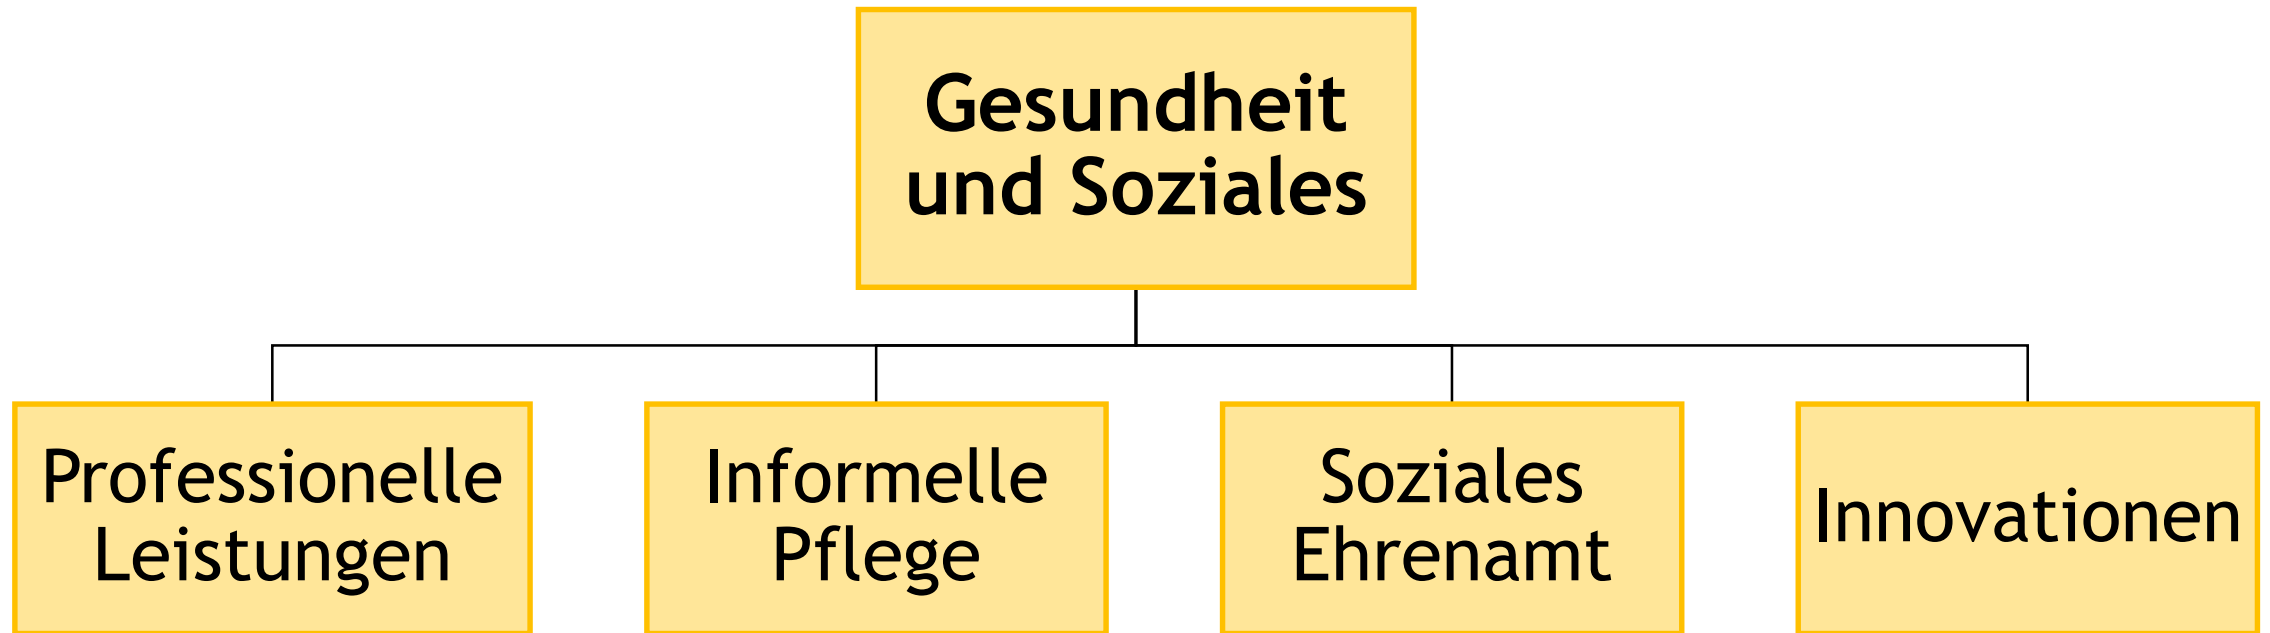 Gesundheit
und Soziales
Professionelle
Leistungen
Informelle
Pflege
Soziales
Ehrenamt
Innovationen